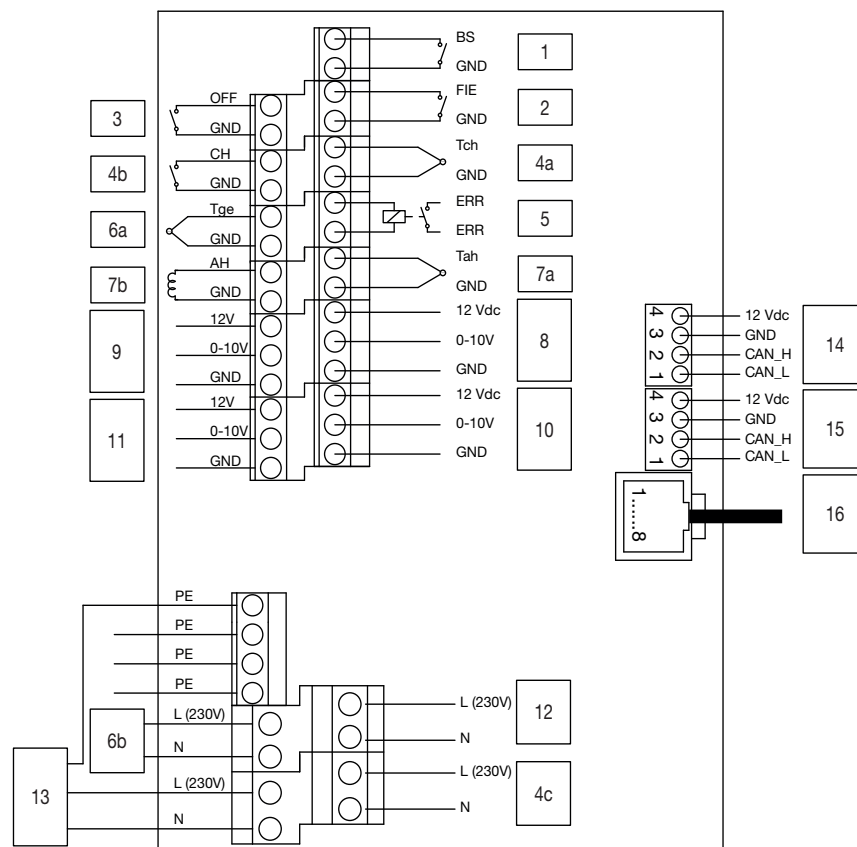 BS
1
GND
FIE
2
GND
OFF
3
GND
Tch
4a
GND
CH
4b
GND
ERR
5
ERR
Tge
6a
GND
Tah
7a
GND
AH
7b
GND
12 Vdc
0-10V
8
GND
12V
9
0-10V
GND
12 Vdc
0-10V
10
GND
12V
11
0-10V
GND
4 12 Vdc
3 GND
2 CAN_H
1 CAN_L
14
4 12 Vdc
3 GND
2 CAN_H
1 CAN_L
15
1......8
16
PE
PE
PE
PE
L (230V)
6b
N
L (230V)
13
N
L (230V)
12
N
L (230V)
4c
N